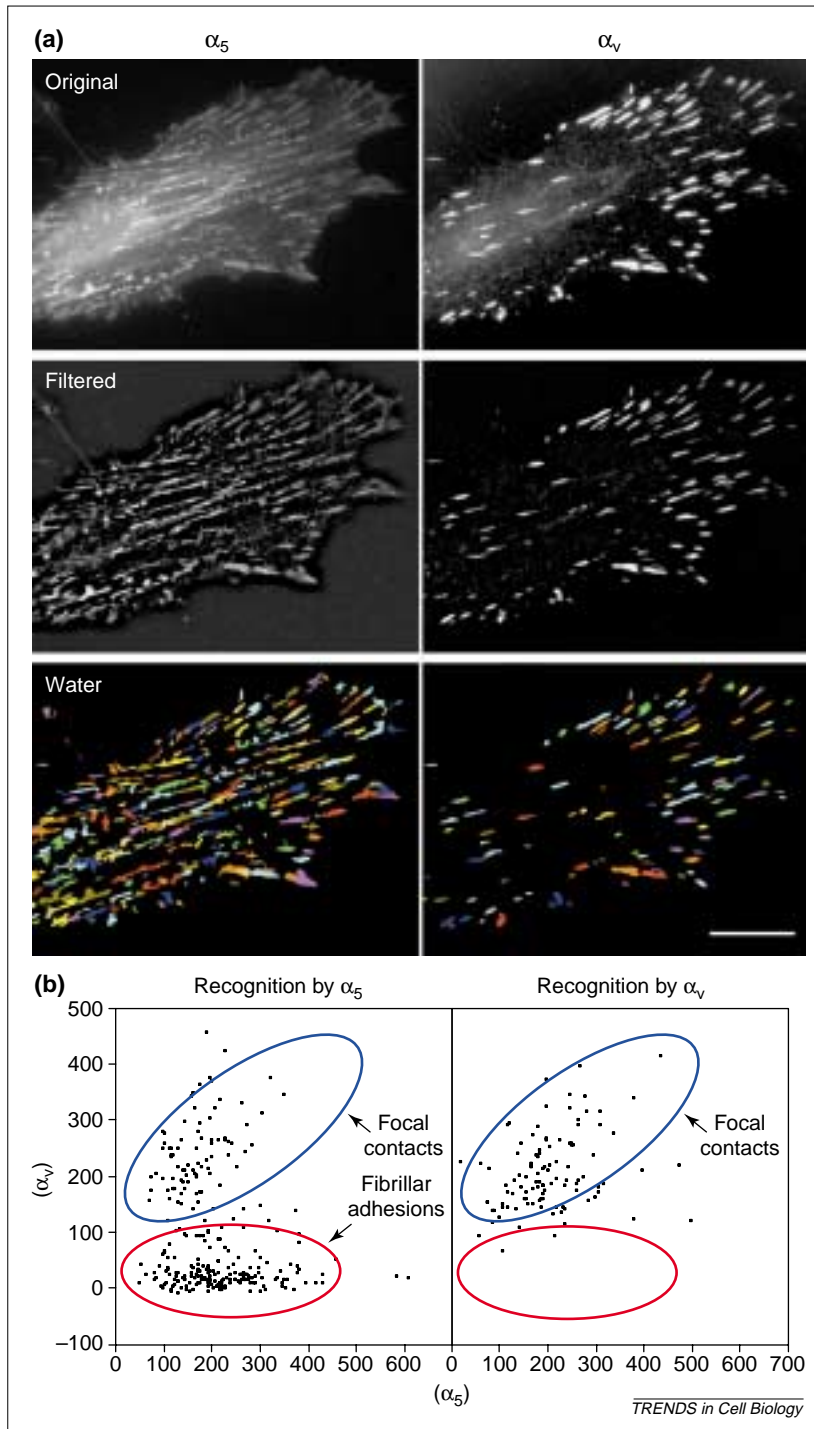 (a)
α5
αv
Original
Filtered
Water
(b)
Recognition by α5
Recognition by αv
500
400
300
200
100
0
–100
(αv)
Focal
contacts
Fibrillar
adhesions
Focal
contacts
0 100 200 300 400 500 600 0 100 200 300 400 500 600 700
(α5)
TRENDS in Cell Biology